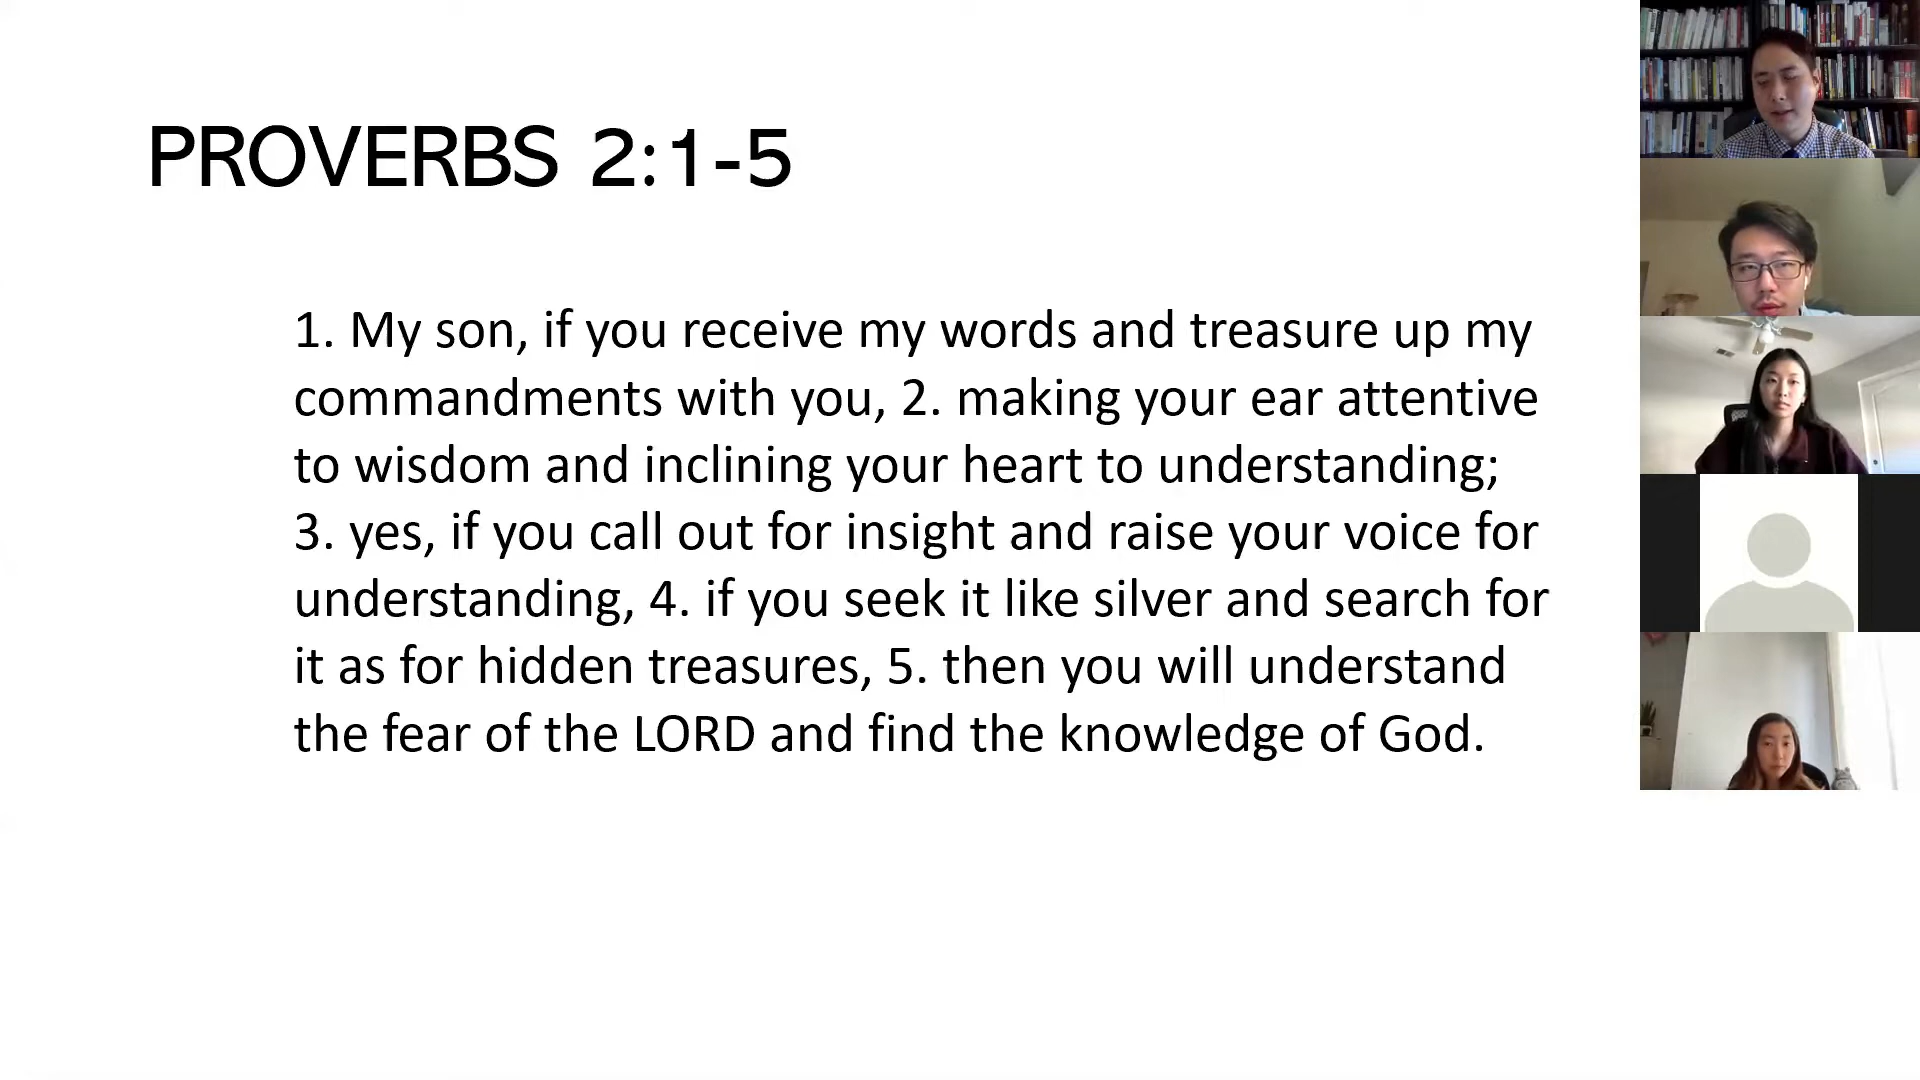 PROVERBS 2:1-5
1. My son, if you receive my words and treasure up my
commandments with you, 2. making your ear attentive
to wisdom and inclining your heart to understanding;
3. yes, if you call out for insight and raise your voice for
understanding, 4. if you seek it like silver and search for
it as for hidden treasures, 5. then you will understand
the fear of the LORD and find the knowledge of God.